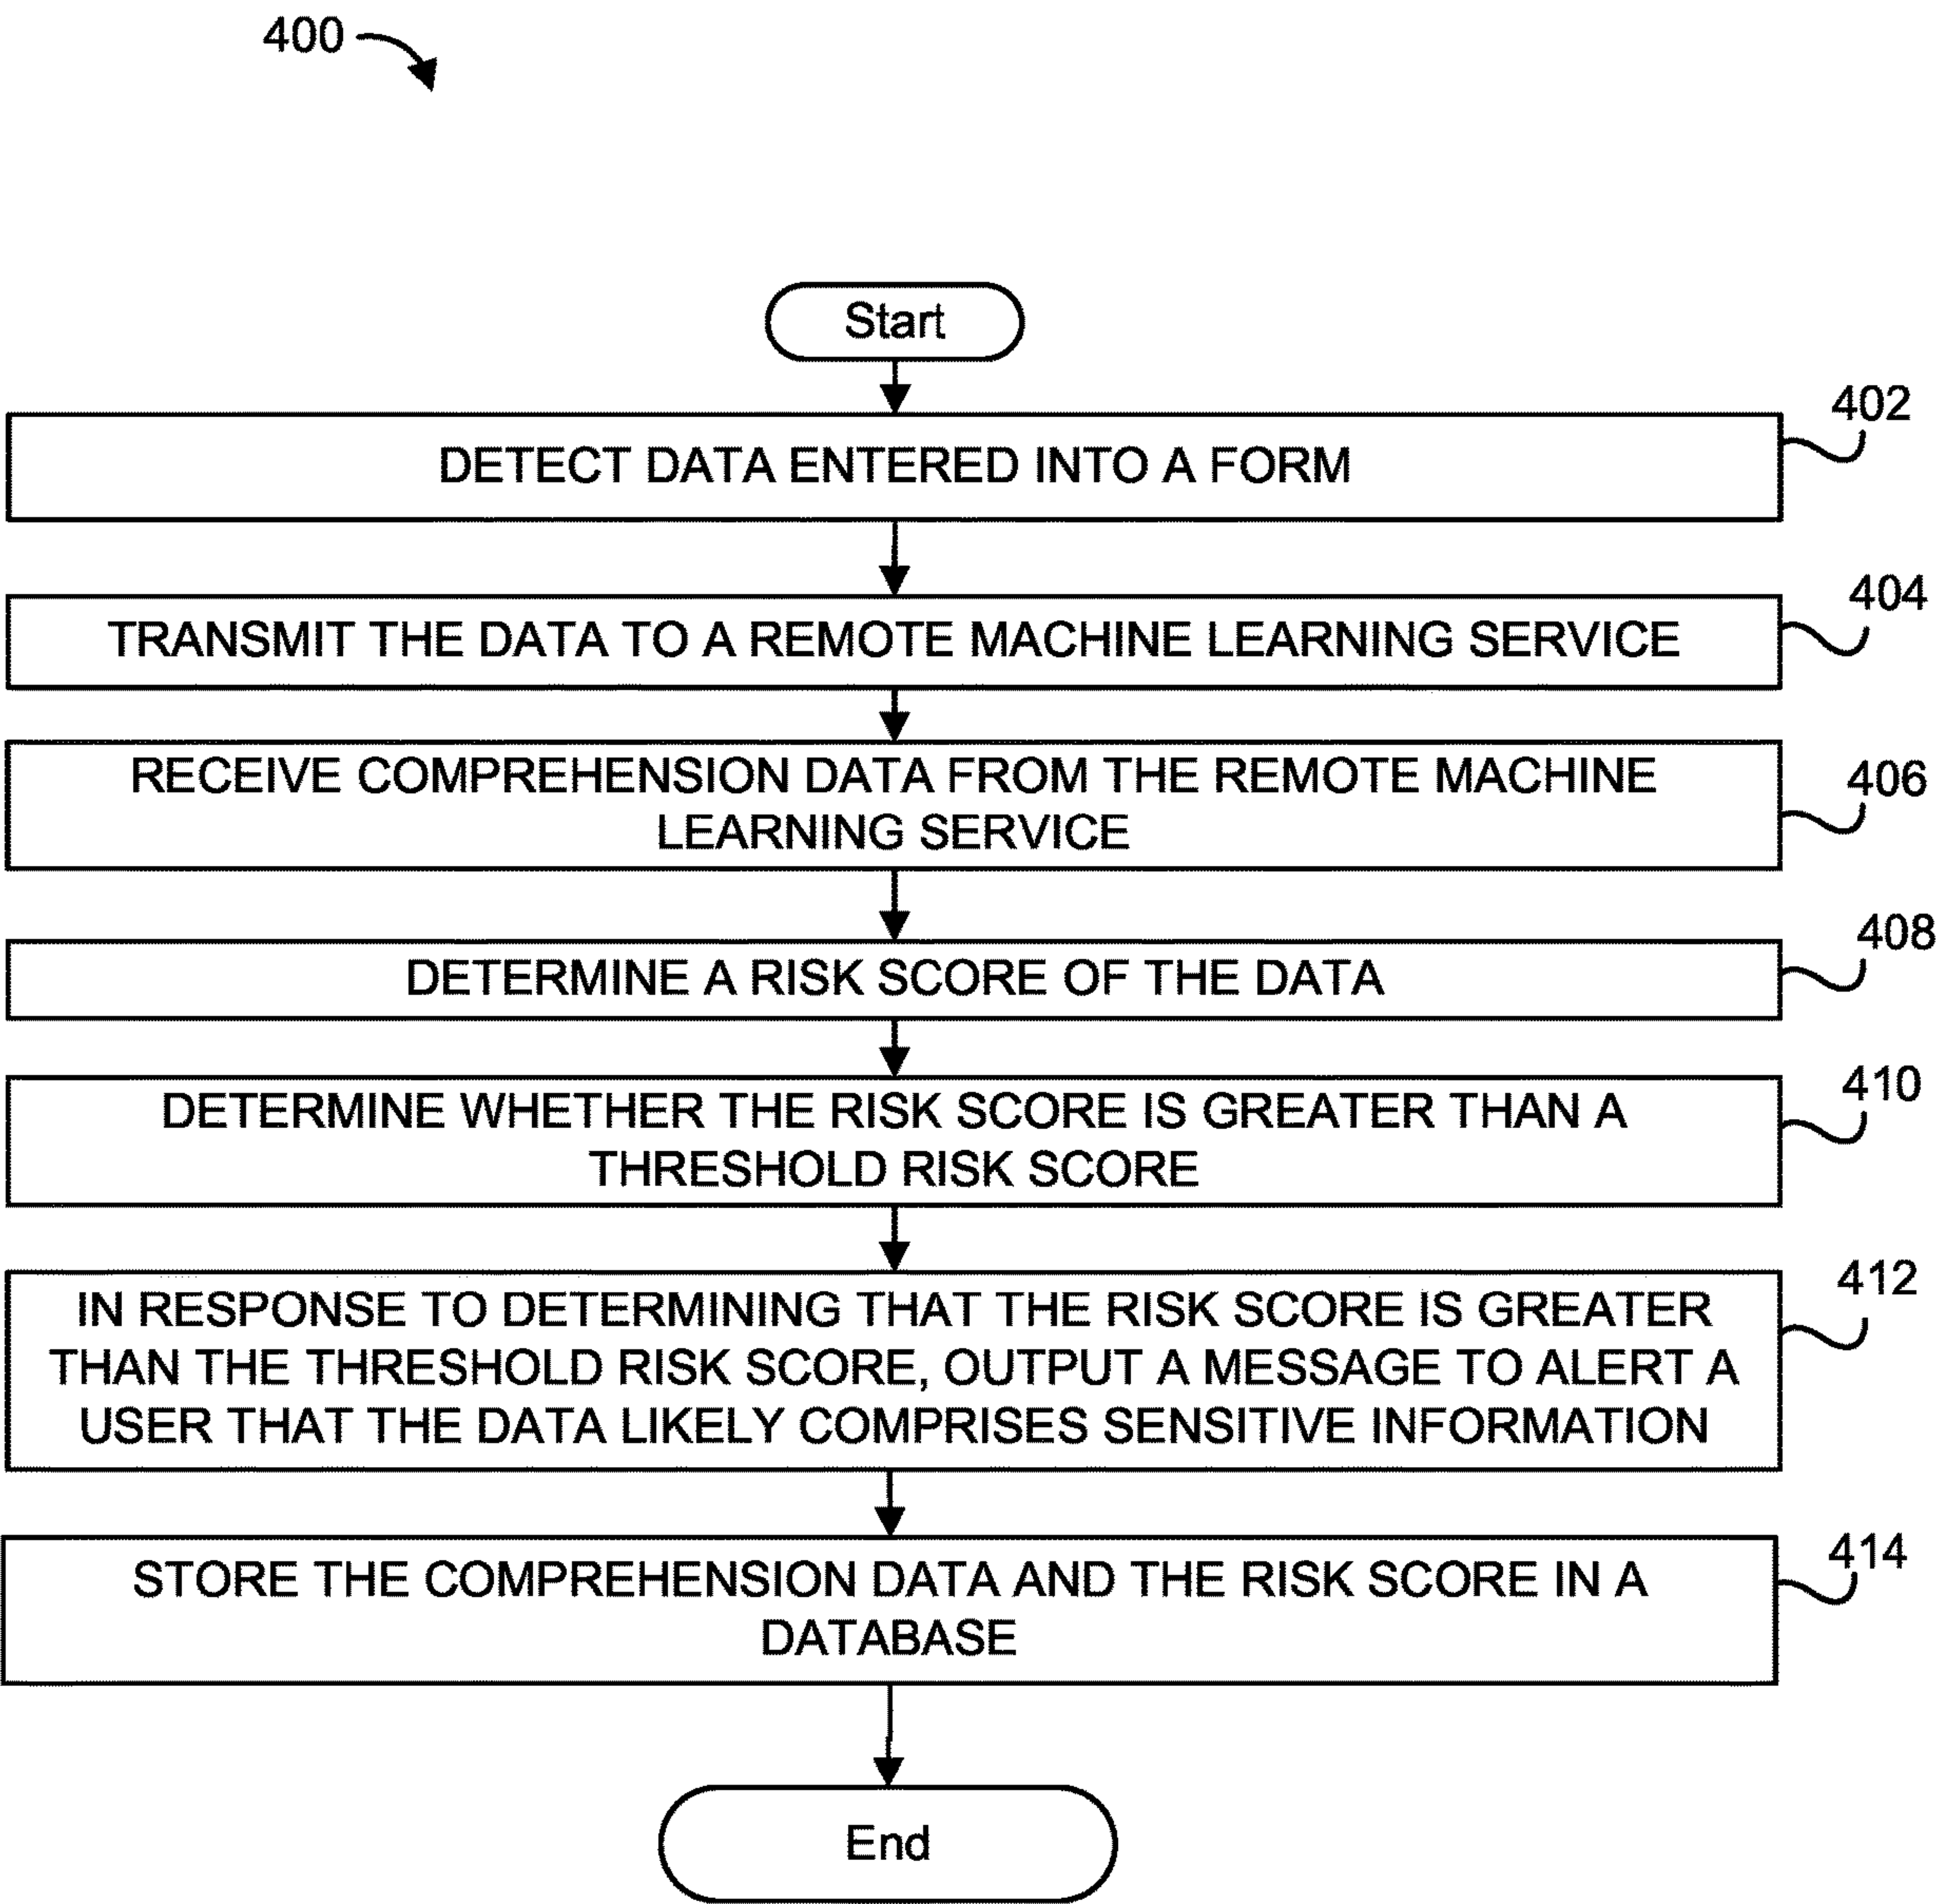 400
Start
402
DETECT DATA ENTERED INTO A FORM
404
TRANSMIT THE DATA TO A REMOTE MACHINE LEARNING SERVICE
406
RECEIVE COMPREHENSION DATA FROM THE REMOTE MACHINE
LEARNING SERVICE
408
DETERMINE A RISK SCORE OF THE DATA
410
DETERMINE WHETHER THE RISK SCORE IS GREATER THAN A
THRESHOLD RISK SCORE
412
IN RESPONSE TO DETERMINING THAT THE RISK SCORE IS GREATER
THAN THE THRESHOLD RISK SCORE, OUTPUT A MESSAGE TO ALERT A
USER THAT THE DATA LIKELY COMPRISES SENSITIVE INFORMATION
414
STORE THE COMPREHENSION DATA AND THE RISK SCORE IN A
DATABASE
End